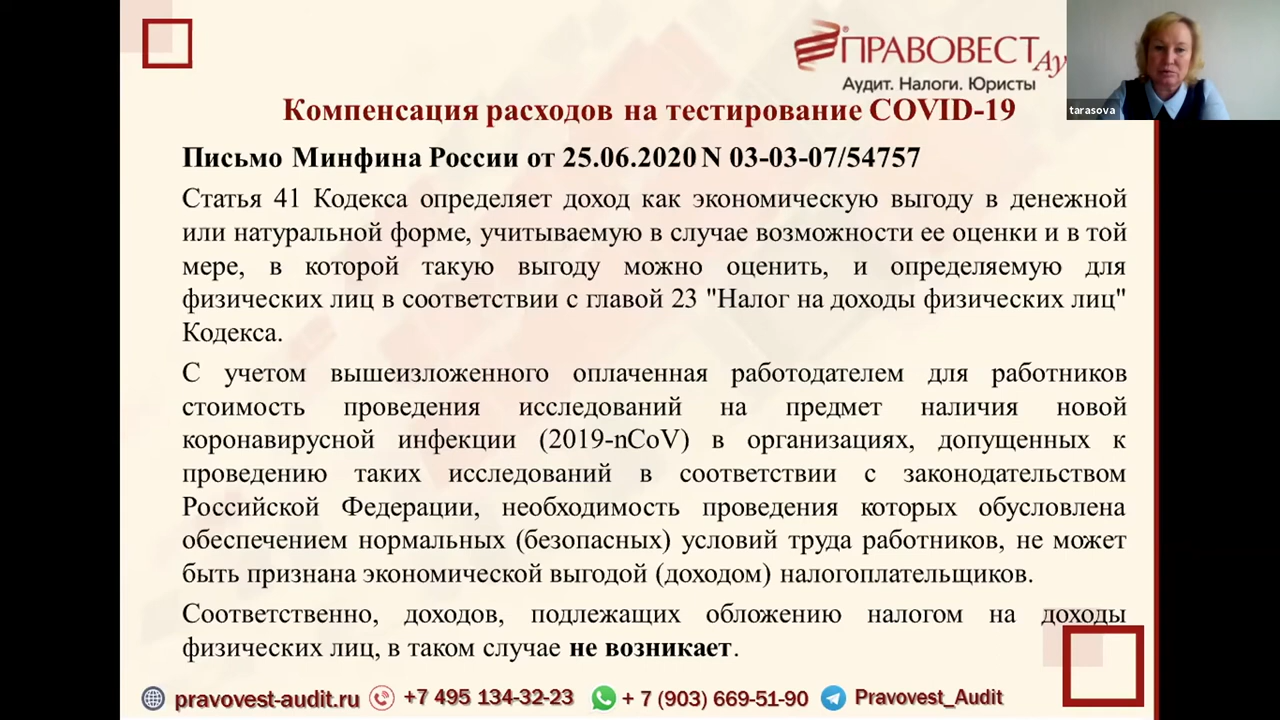 ПРАВОВЕСТ Ау
Аудит. Налоги. Юристы
tarasova
Компенсация расходов на тестирование COVID-19
Письмо Минфина России от 25.06.2020 N 03-03-07/54757
Статья 41 Кодекса определяет доход как экономическую выгоду в денежной
или натуральной форме, учитываемую в случае возможности ее оценки и в той
мере, в которой такую выгоду можно оценить, и определяемую для
физических лиц в соответствии с главой 23 "Налог на доходы физических лиц"
Кодекса.
С учетом вышеизложенного оплаченная работодателем для работников
стоимость проведения исследований на предмет наличия новой
коронавирусной инфекции (2019-nCoV) в организациях, допущенных к
проведению таких исследований в соответствии с законодательством
Российской Федерации, необходимость проведения которых обусловлена
обеспечением нормальных (безопасных) условий труда работников, не может
быть признана экономической выгодой (доходом) налогоплательщиков.
Соответственно, доходов, подлежащих обложению налогом на доходы
физических лиц, в таком случае не возникает.
pravovest-audit.ru +7 495 134-32-23 + 7 (903) 669-51-90 Pravovest_Audit